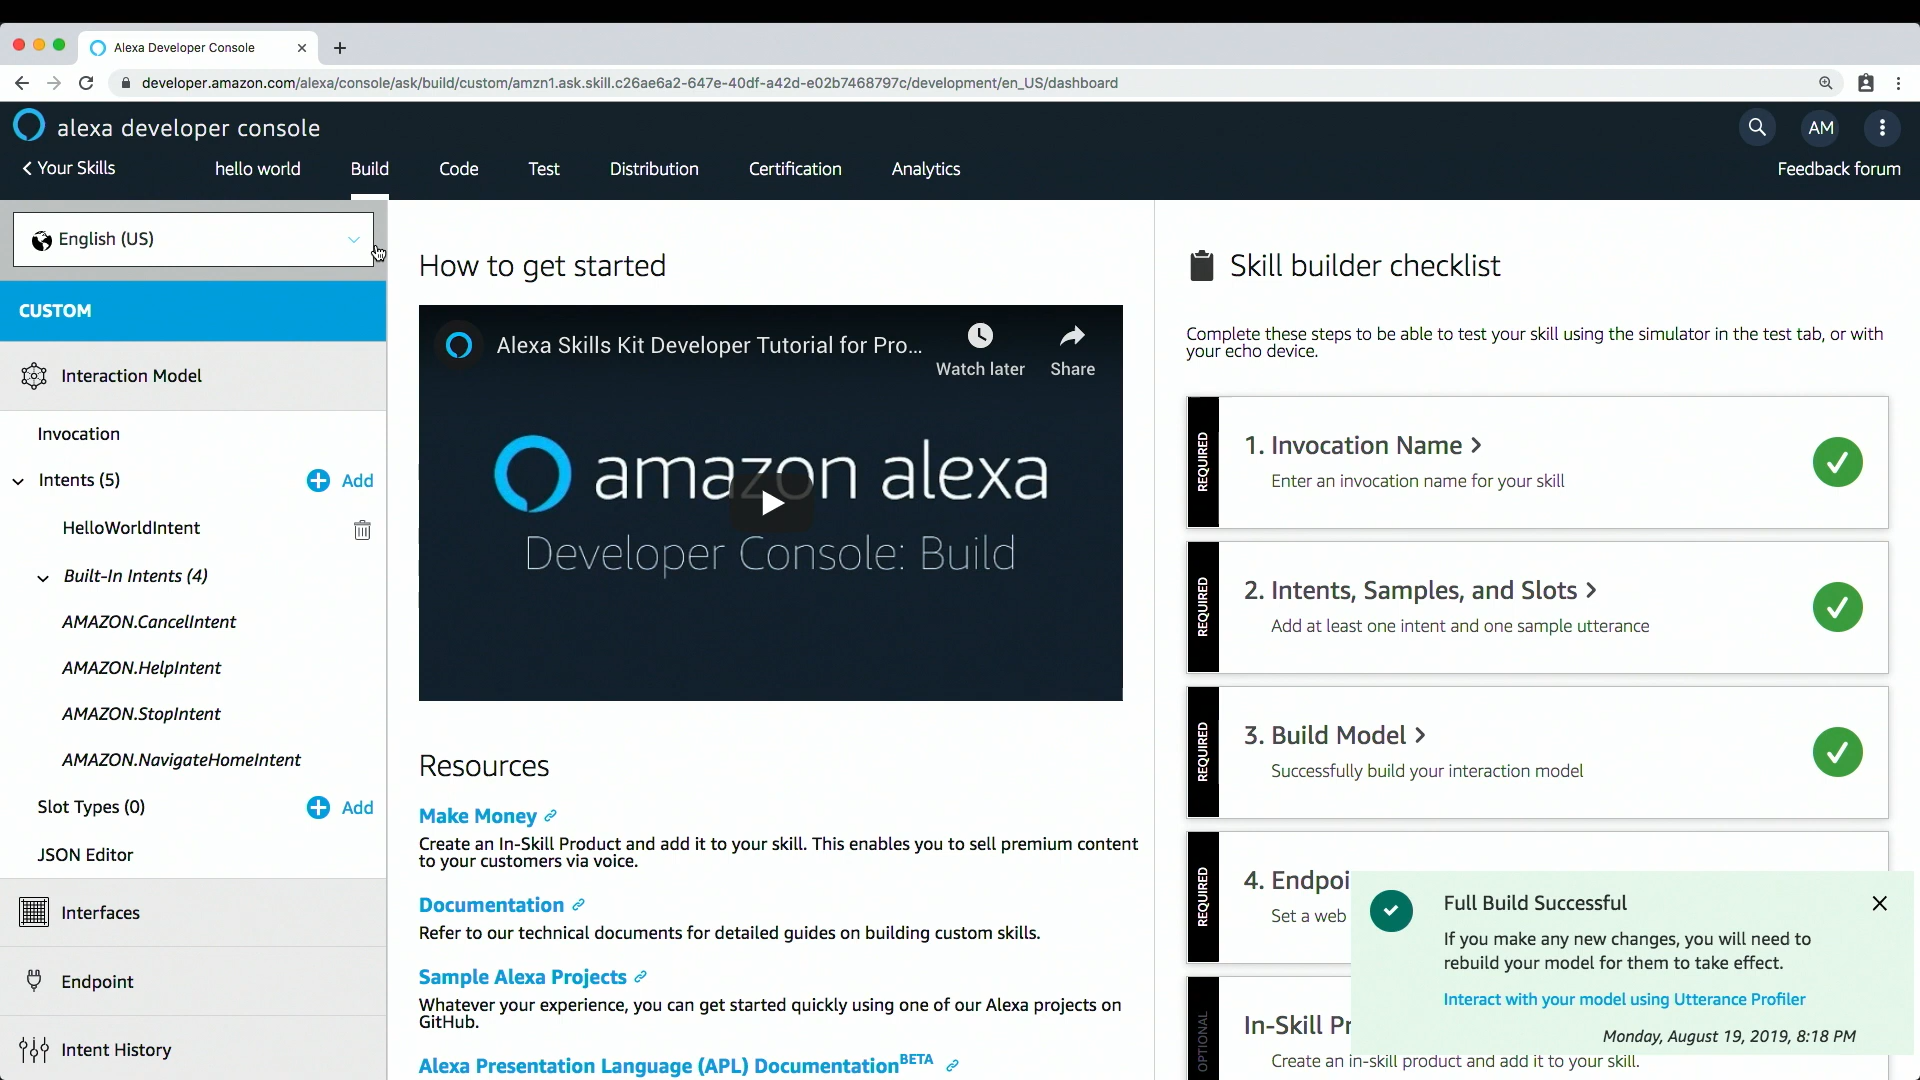 Alexa Developer Console
developer.amazon.com/alexa/console/ask/build/custom/amzn1.ask.skill.c26ae6a2-647e-40df-a42d-e02b7468797c/development/en_US/dashboard
alexa developer console
AM
Your Skills
hello world
Build
Code
Test
Distribution
Certification
Analytics
Feedback forum
English (US)
CUSTOM
Interaction Model
Invocation
Intents (5)
Add
HelloWorldIntent
Built-In Intents (4)
AMAZON.CancelIntent
AMAZON.HelpIntent
AMAZON.StopIntent
AMAZON.NavigateHomeIntent
Slot Types (0)
Add
JSON Editor
Interfaces
Endpoint
Intent History
How to get started
Alexa Skills Kit Developer Tutorial for Pro...
Watch later
Share
amazon alexa
Developer Console: Build
Resources
Make Money
Create an In-Skill Product and add it to your skill. This enables you to sell premium content
to your customers via voice.
Documentation
Refer to our technical documents for detailed guides on building custom skills.
Sample Alexa Projects
Whatever your experience, you can get started quickly using one of our Alexa projects on
GitHub.
Alexa Presentation Language (APL) Documentation BETA
Skill builder checklist
Complete these steps to be able to test your skill using the simulator in the test tab, or with
your echo device.
REQUIRED
1. Invocation Name >
Enter an invocation name for your skill
REQUIRED
2. Intents, Samples, and Slots >
Add at least one intent and one sample utterance
REQUIRED
3. Build Model >
Successfully build your interaction model
REQUIRED
4. Endpoi
Set a web
OPTIONAL
In-Skill Pr
Create an in-skill product and add it to your skill.
Full Build Successful
If you make any new changes, you will need to
rebuild your model for them to take effect.
Interact with your model using Utterance Profiler
Monday, August 19, 2019, 8:18 PM